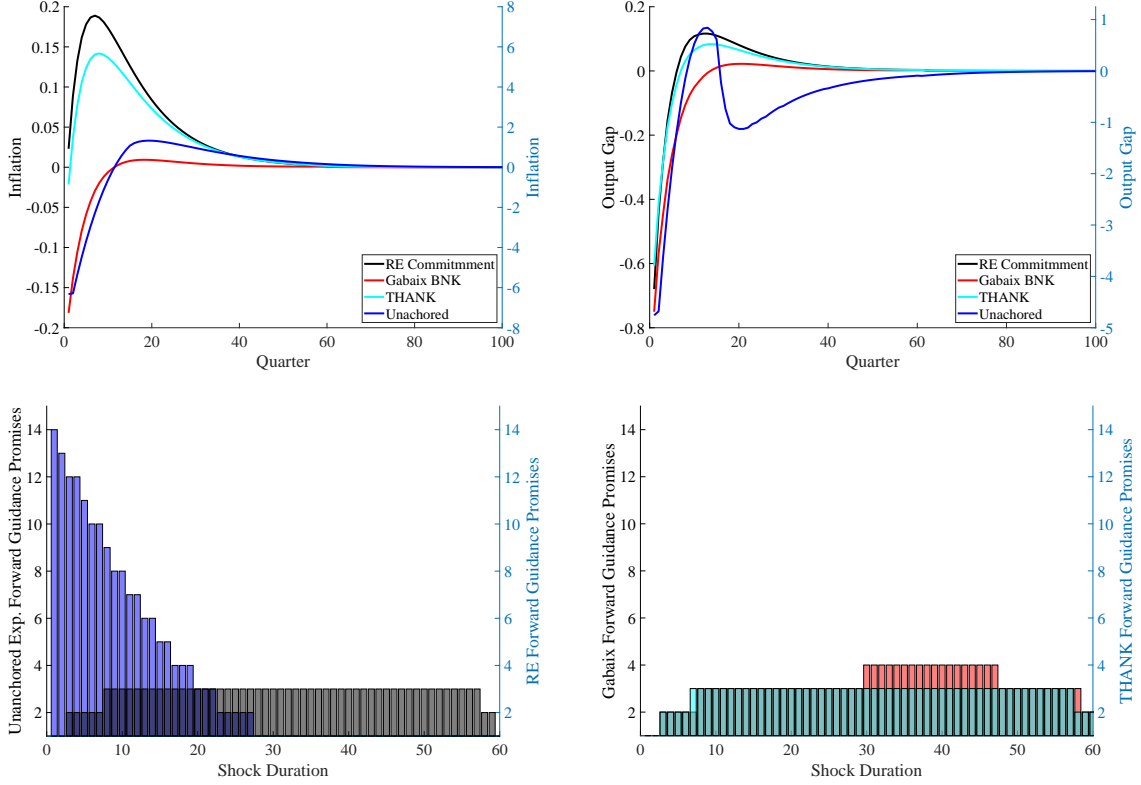 0.2
0.15
0.1
0.05
0
-0.05
-0.1
-0.15
-0.2
Inflation
8
6
4
2
0
-2
-4
-6
-8
Inflation
0 20 40 60 80 100
Quarter
RE Commitmment
Gabaix BNK
THANK
Unachored
0.2
0
-0.2
-0.4
-0.6
-0.8
Output Gap
1
0
-1
-2
-3
-4
-5
Output Gap
0 20 40 60 80 100
Quarter
RE Commitmment
Gabaix BNK
THANK
Unachored
14
12
10
8
6
4
2
Unanchored Exp. Forward Guidance Promises
14
12
10
8
6
4
2
RE Forward Guidance Promises
0 10 20 30 40 50 60
Shock Duration
14
12
10
8
6
4
2
Gabaix Forward Guidance Promises
14
12
10
8
6
4
2
THANK Forward Guidance Promises
0 10 20 30 40 50 60
Shock Duration